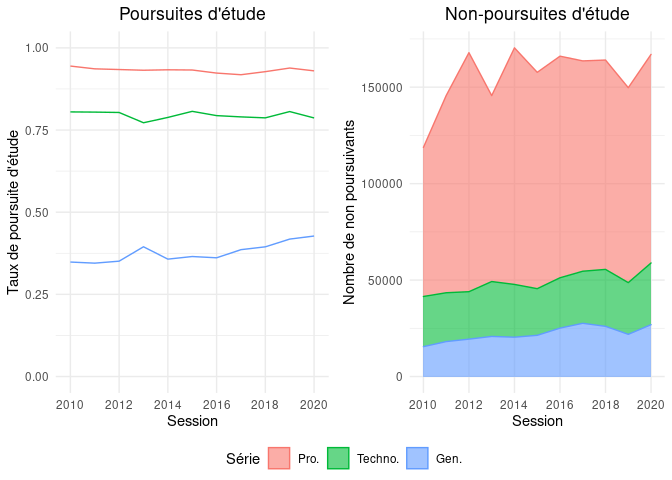 Poursuites d'étude
Non-poursuites d'étude
Taux de poursuite d'étude
1.00
0.75
0.50
0.25
0.00
2010 2012 2014 2016 2018 2020
Session
Nombre de non poursuivants
150000
100000
50000
0
2010 2012 2014 2016 2018 2020
Session
Série Pro. Techno. Gen.